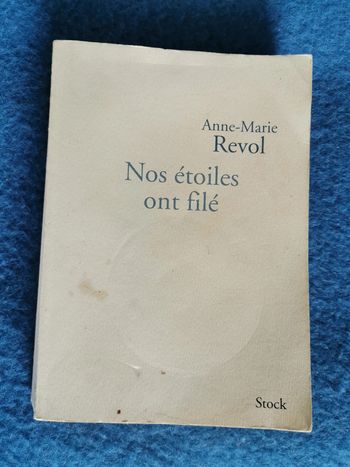 Anne-Marie
Revol
Nos étoiles
ont filé
Stock